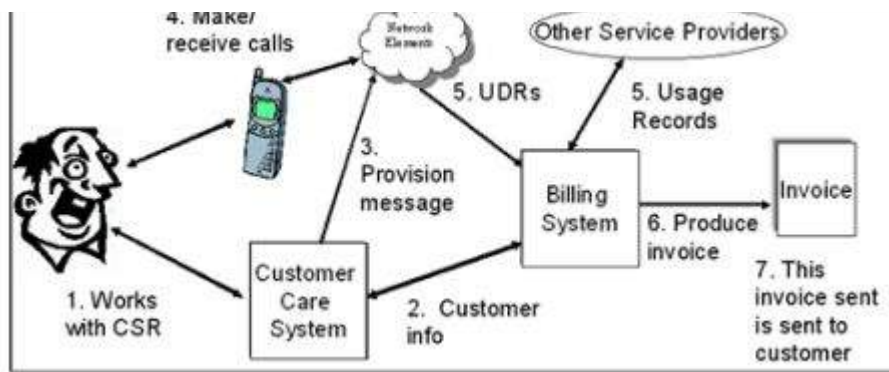 4. Make/
receive calls
Network
Elements
Other Service Providers
5. UDRs
5. Usage
Records
3.
Provision
message
Billing
System
Invoice
6. Produce
invoice
Customer
Care
System
1. Works
with CSR
2. Customer
info
7. This
invoice sent
is sent to
customer